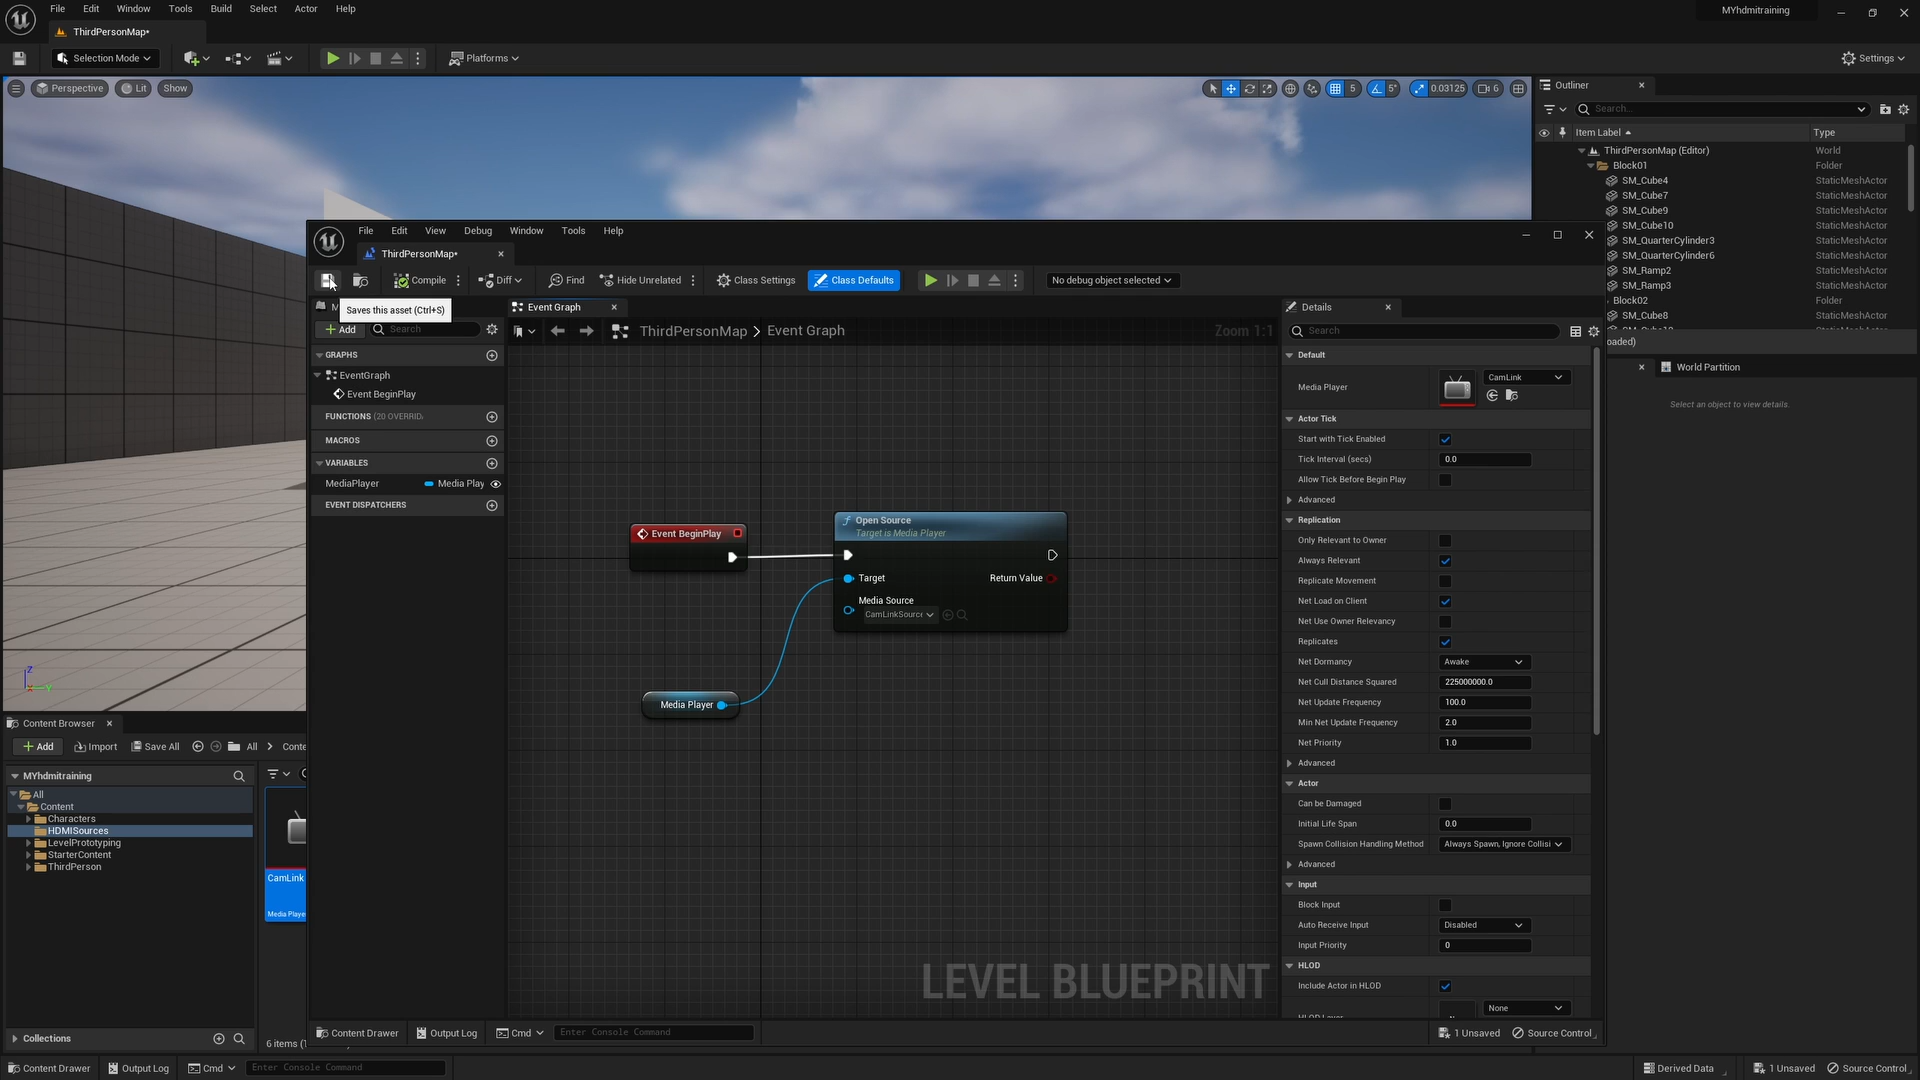 File Edit Window Tools Build Select Actor Help
MYhdmitraining
ThirdPersonMap*
Selection Mode
Platforms
Settings
Perspective
Lit
Show
5
5°
0.03125
6
Outliner
Search...
Item Label
Type
ThirdPersonMap (Editor)
World
Block01
Folder
SM_Cube4
StaticMeshActor
SM_Cube7
StaticMeshActor
SM_Cube9
StaticMeshActor
SM_Cube10
StaticMeshActor
SM_QuarterCylinder3
StaticMeshActor
SM_QuarterCylinder6
StaticMeshActor
SM_Ramp2
StaticMeshActor
SM_Ramp3
StaticMeshActor
Block02
Folder
SM_Cube8
StaticMeshActor
oaded)
World Partition
Select an object to view details.
File Edit View Debug Window Tools Help
ThirdPersonMap*
Compile
Diff
Find
Hide Unrelated
Class Settings
Class Defaults
No debug object selected
Saves this asset (Ctrl+S)
Add
Search
GRAPHS
EventGraph
Event BeginPlay
FUNCTIONS (20 OVERRID
MACROS
VARIABLES
MediaPlayer
Media Play
EVENT DISPATCHERS
Event Graph
ThirdPersonMap > Event Graph
Zoom 1:1
Event BeginPlay
Open Source
Target is Media Player
Target
Return Value
Media Source
CamLinkSource
Media Player
LEVEL BLUEPRINT
Details
Search
Default
Media Player
CamLink
Actor Tick
Start with Tick Enabled
Tick Interval (secs)
0.0
Allow Tick Before Begin Play
Advanced
Replication
Only Relevant to Owner
Always Relevant
Replicate Movement
Net Load on Client
Net Use Owner Relevancy
Replicates
Net Dormancy
Awake
Net Cull Distance Squared
225000000.0
Net Update Frequency
100.0
Min Net Update Frequency
2.0
Net Priority
1.0
Advanced
Actor
Can be Damaged
Initial Life Span
0.0
Spawn Collision Handling Method
Always Spawn, Ignore Collisi
Advanced
Input
Block Input
Auto Receive Input
Disabled
Input Priority
0
HLOD
Include Actor in HLOD
None
Content Drawer
Output Log
Cmd
Enter Console Command
1 Unsaved
Source Control
Content Browser
Add
Import
Save All
All
Conte
MYhdmitraining
All
Content
Characters
HDMISources
LevelPrototyping
StarterContent
ThirdPerson
CamLink
Media Playe
Collections
6 items (1
Content Drawer
Output Log
Cmd
Enter Console Command
Derived Data
1 Unsaved
Source Control